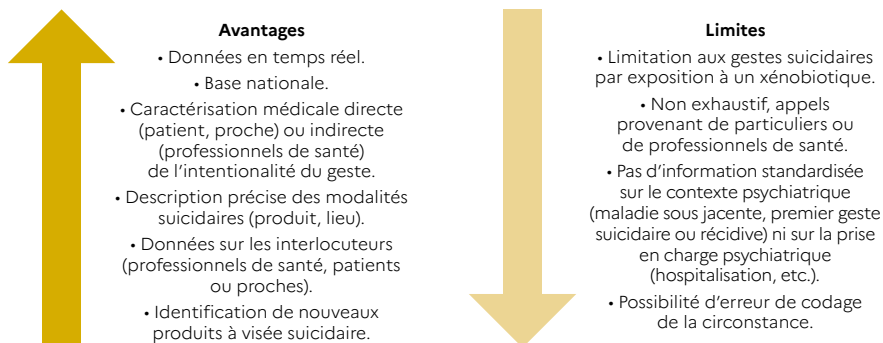 Avantages
• Données en temps réel.
• Base nationale.
• Caractérisation médicale directe
(patient, proche) ou indirecte
(professionnels de santé)
de l’intentionalité du geste.
• Description précise des modalités
suicidaires (produit, lieu).
• Données sur les interlocuteurs
(professionnels de santé, patients
ou proches).
• Identification de nouveaux
produits à visée suicidaire.
Limites
• Limitation aux gestes suicidaires
par exposition à un xénobiotique.
• Non exhaustif, appels
provenant de particuliers ou
de professionnels de santé.
• Pas d’information standardisée
sur le contexte psychiatrique
(maladie sous jacente, premier geste
suicidaire ou récidive) ni sur la prise
en charge psychiatrique
(hospitalisation, etc.).
• Possibilité d’erreur de codage
de la circonstance.